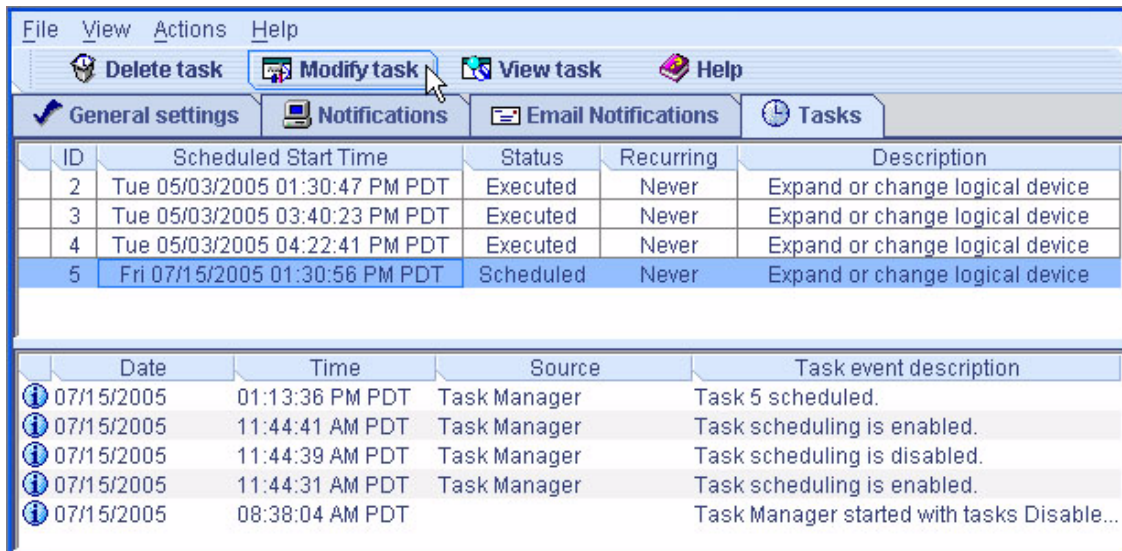 File View Actions Help
Delete task Modify task View task Help
General settings Notifications Email Notifications Tasks
ID Scheduled Start Time Status Recurring Description
2 Tue 05/03/2005 01:30:47 PM PDT Executed Never Expand or change logical device
3 Tue 05/03/2005 03:40:23 PM PDT Executed Never Expand or change logical device
4 Tue 05/03/2005 04:22:41 PM PDT Executed Never Expand or change logical device
5 Fri 07/15/2005 01:30:56 PM PDT Scheduled Never Expand or change logical device
Date Time Source Task event description
07/15/2005 01:13:36 PM PDT Task Manager Task 5 scheduled.
07/15/2005 11:44:41 AM PDT Task Manager Task scheduling is enabled.
07/15/2005 11:44:39 AM PDT Task Manager Task scheduling is disabled.
07/15/2005 11:44:31 AM PDT Task Manager Task scheduling is enabled.
07/15/2005 08:38:04 AM PDT Task Manager started with tasks Disable...